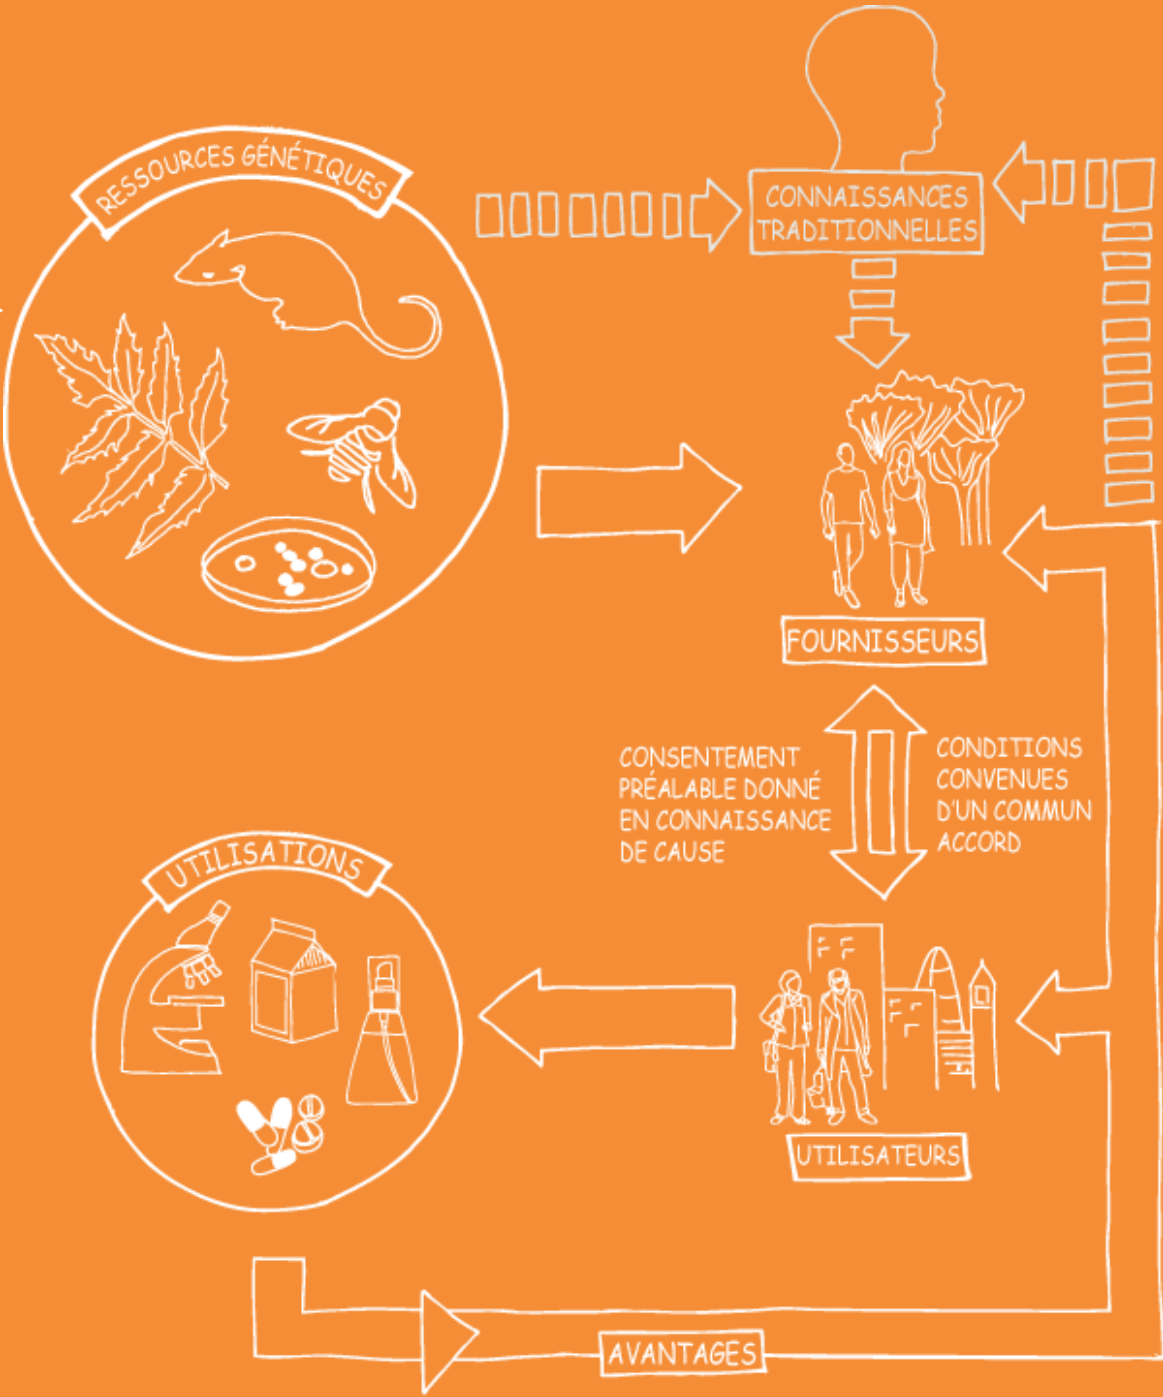 RESSOURCES GÉNÉTIQUES
CONNAISSANCES
TRADITIONNELLES
FOURNISSEURS
CONSENTEMENT
PRÉALABLE DONNÉ
EN CONNAISSANCE
DE CAUSE
CONDITIONS
CONVENUES
D'UN COMMUN
ACCORD
UTILISATIONS
UTILISATEURS
AVANTAGES